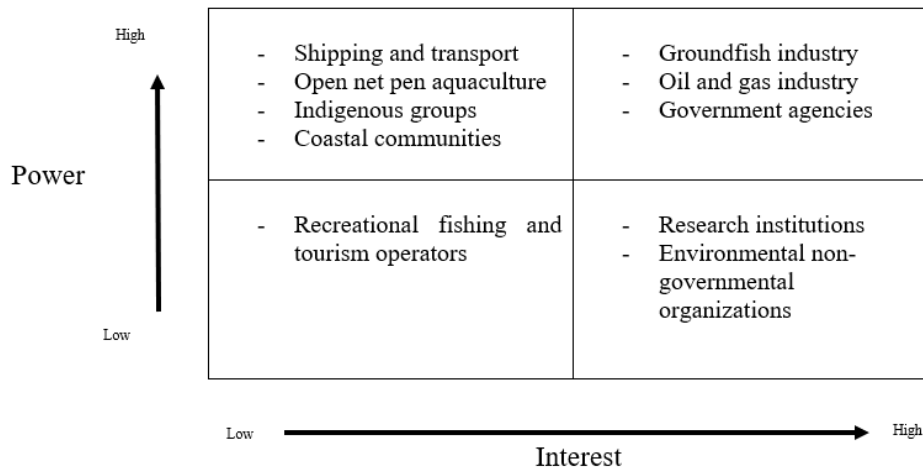 High
- Shipping and transport
- Open net pen aquaculture
- Indigenous groups
- Coastal communities
- Groundfish industry
- Oil and gas industry
- Government agencies
Power
- Recreational fishing and
tourism operators
- Research institutions
- Environmental non-
governmental
organizations
Low
Low
High
Interest